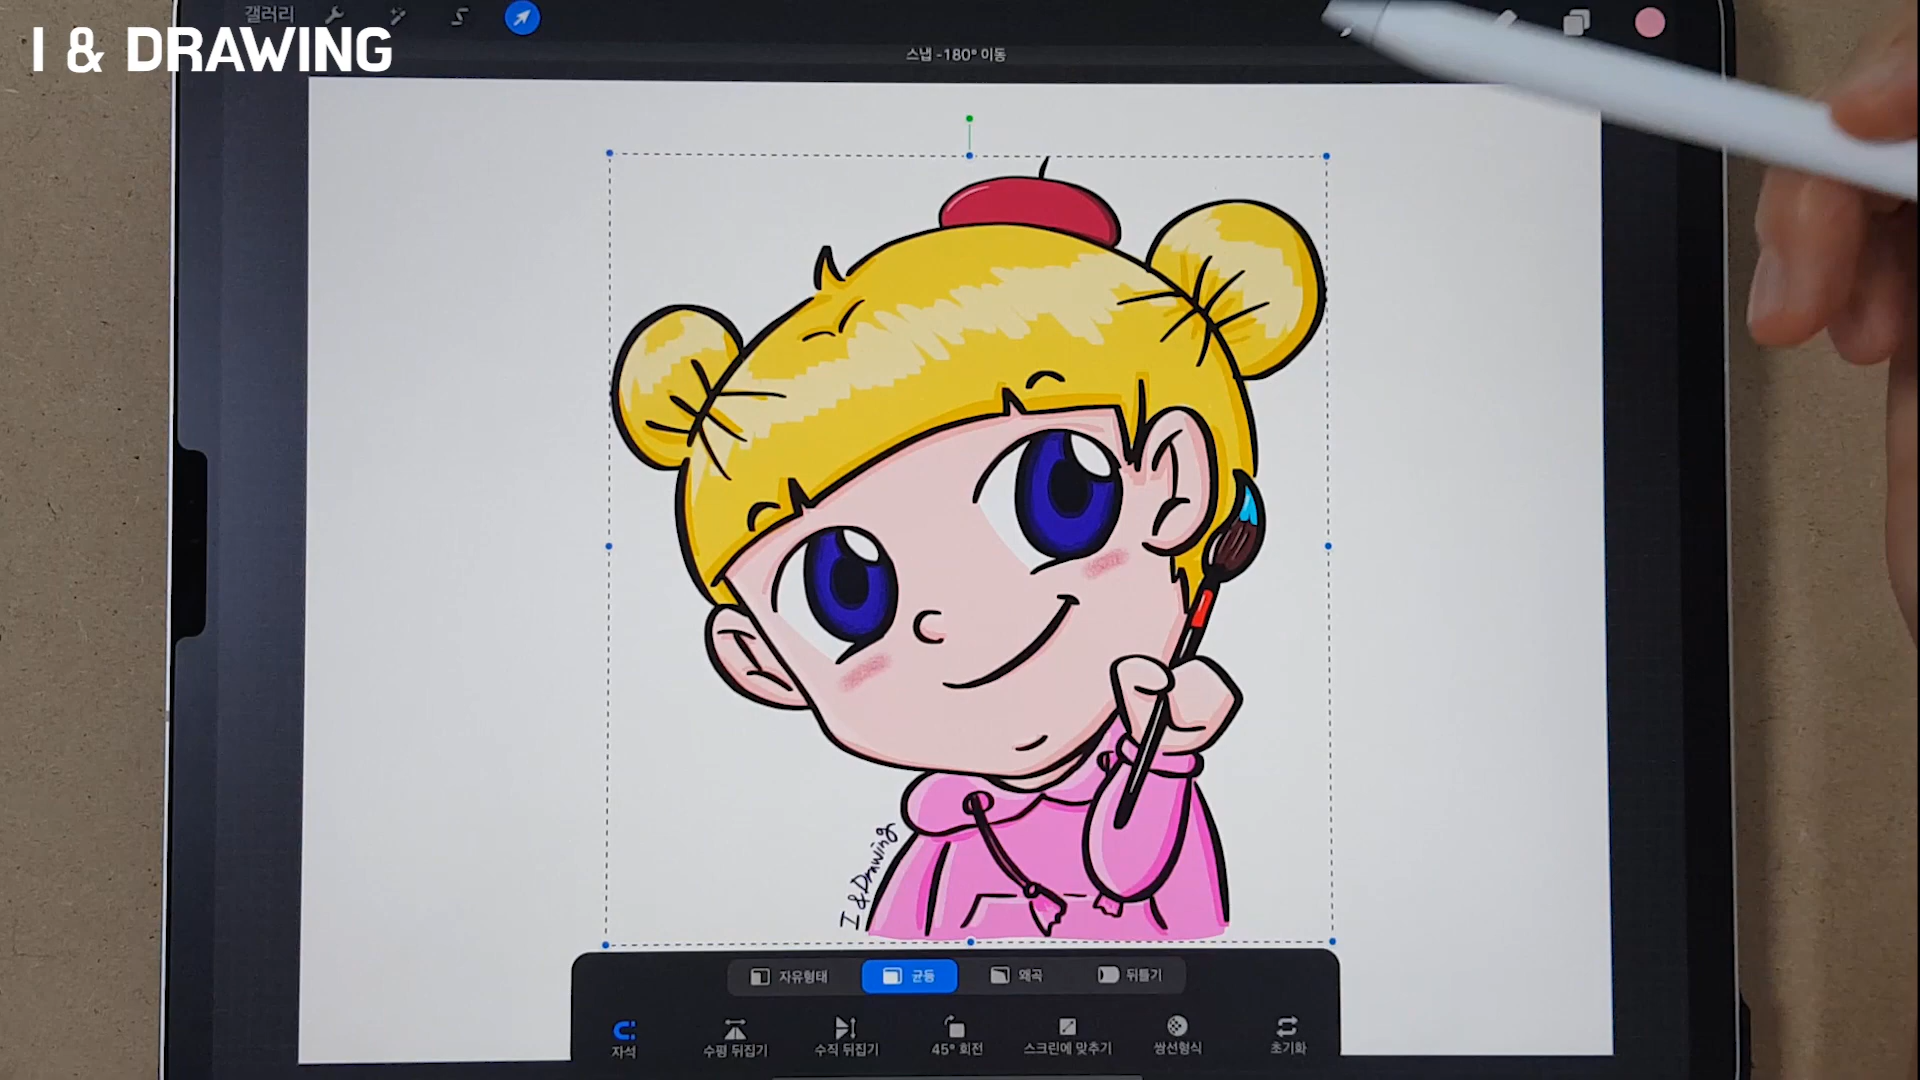 갤러리
I & DRAWING
스냅 -180° 이동
I & Drawing
자유형태
균등
왜곡
뒤틀기
자석
수평 뒤집기
수직 뒤집기
45° 회전
스크린에 맞추기
쌍선형식
초기화